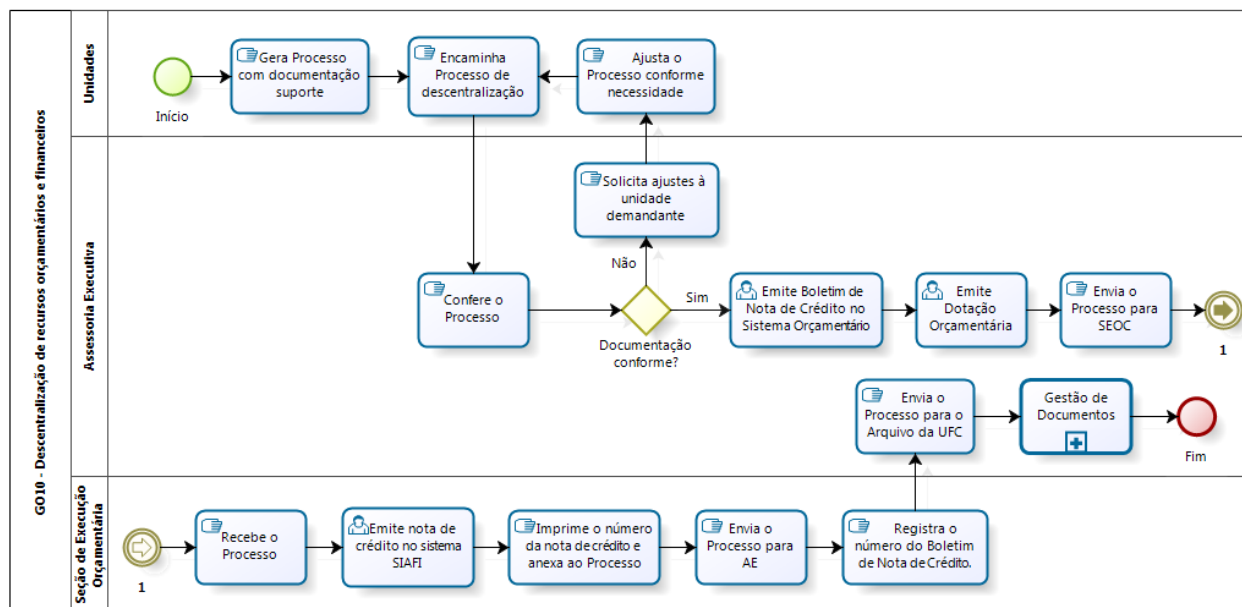 GO10 - Descentralização de recursos orçamentários e financeiros
Unidades
Início
Gera Processo
com documentação
suporte
Encaminha
Processo de
descentralização
Ajusta o
Processo conforme
necessidade
Assessoria Executiva
Solicita ajustes à
unidade
demandante
Não
Confere o
Processo
Documentação
conforme?
Sim
Emite Boletim de
Nota de Crédito no
Sistema Orçamentário
Emite
Dotação
Orçamentária
Envia o
Processo para
SEOC
1
Envia o
Processo para o
Arquivo da UFC
Gestão de
Documentos
Fim
Seção de Execução
Orçamentária
1
Recebe o
Processo
Emite nota de
crédito no sistema
SIAFI
Imprime o número
da nota de crédito e
anexa ao Processo
Envia o
Processo para
AE
Registra o
número do Boletim
de Nota de Crédito.